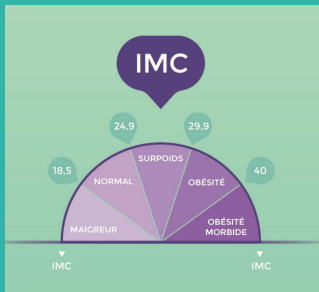 IMC
24,9
29,9
18,5
40
SURPOIDS
NORMAL
OBÉSITÉ
MAIGREUR
OBÉSITÉ
MORBIDE
IMC
IMC